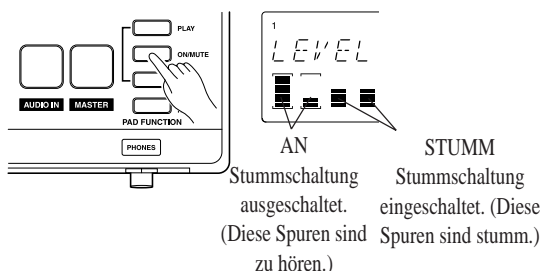 PLAY
ON/MUTE
AUDIO IN
MASTER
PAD FUNCTION
PHONES
1
LEVEL
AN
Stummschaltung
ausgeschaltet.
(Diese Spuren sind
zu hören.)
STUMM
Stummschaltung
eingeschaltet. (Diese
Spuren sind stumm.)